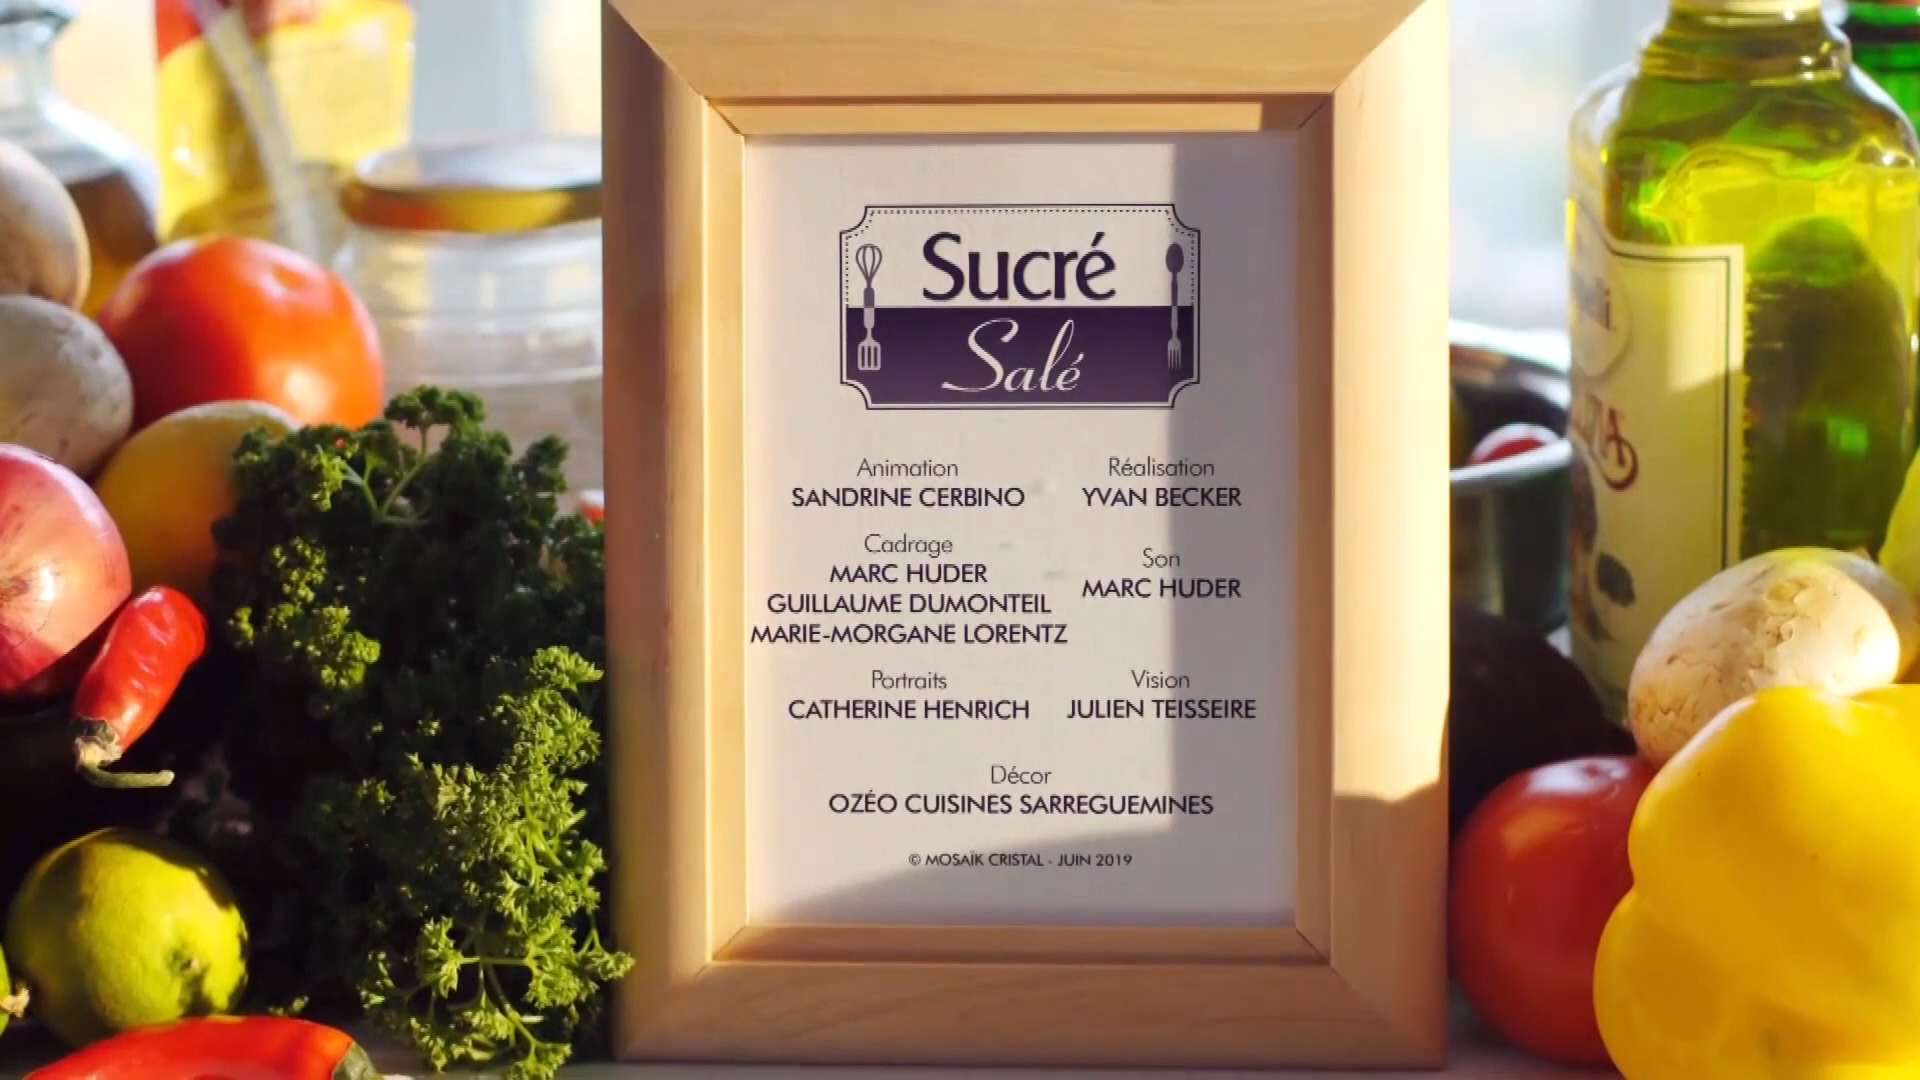 Sucré
Salé
Animation
SANDRINE CERBINO
Réalisation
YVAN BECKER
Cadrage
MARC HUDER
GUILLAUME DUMONTEIL
MARIE-MORGANE LORENTZ
Son
MARC HUDER
Portraits
CATHERINE HENRICH
Vision
JULIEN TEISSEIRE
Décor
OZÉO CUISINES SARREGUEMINES
© MOSAÏK CRISTAL - JUIN 2019